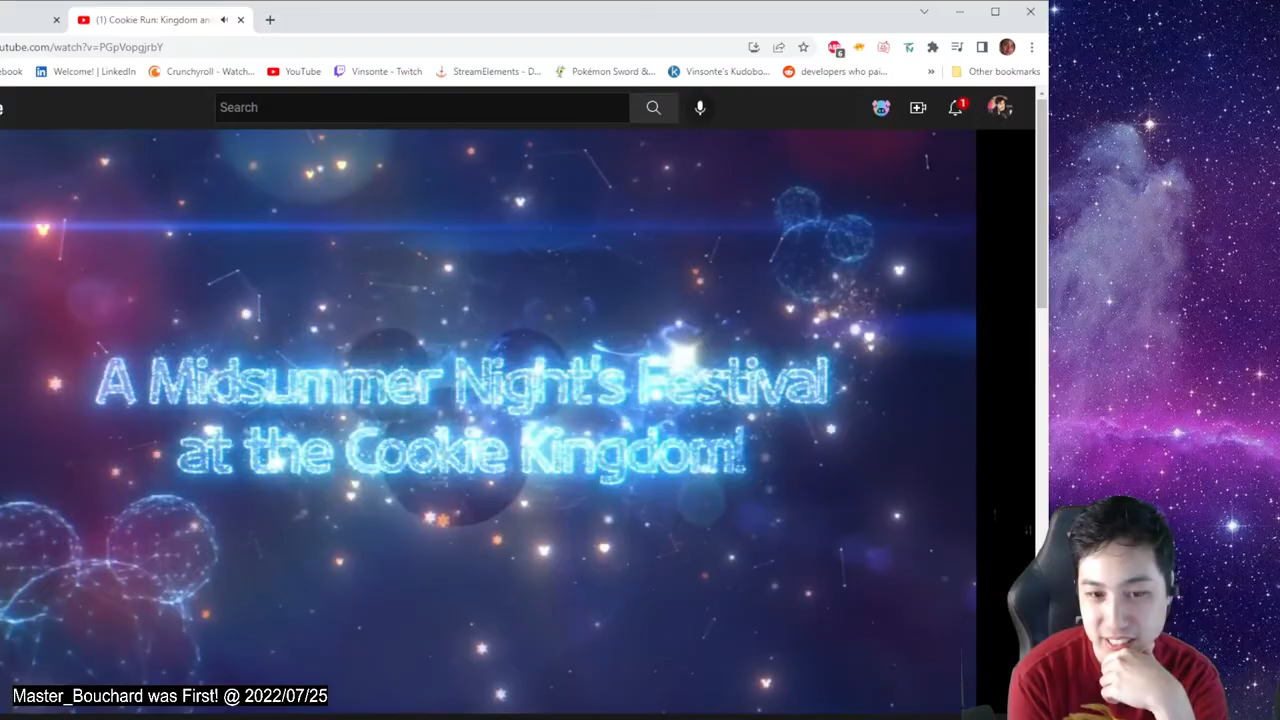 (1) Cookie Run: Kingdom an
utube.com/watch?v=PGpVopgjrbY
ebook Welcome! | LinkedIn Crunchyroll - Watch... YouTube Vinsonte - Twitch StreamElements - D... Pokémon Sword &... Vinsonte's Kudobo... developers who pai... » Other bookmarks
e Search 1
A Midsummer Night's Festival
at the Cookie Kingdom!
Master_Bouchard was First! @ 2022/07/25